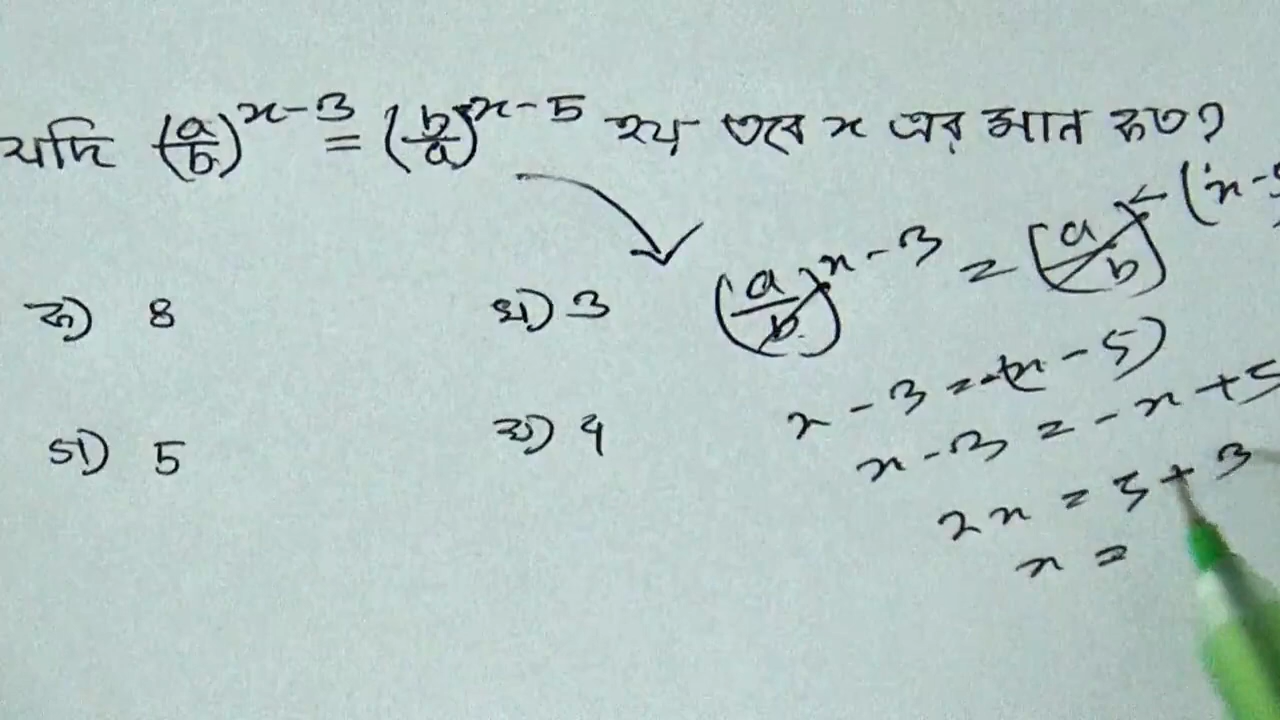 যদি (a/b)^x-3 = (b/a)^x-5 হয় তবে x এর মান কত?
ক) 8
খ) 3
গ) 5
ঘ) 4
(a/b)^x-3 = (a/b)^-(x-5
x-3 = -(x-5)
x-3 = -x+5
2x = 5+3
x =